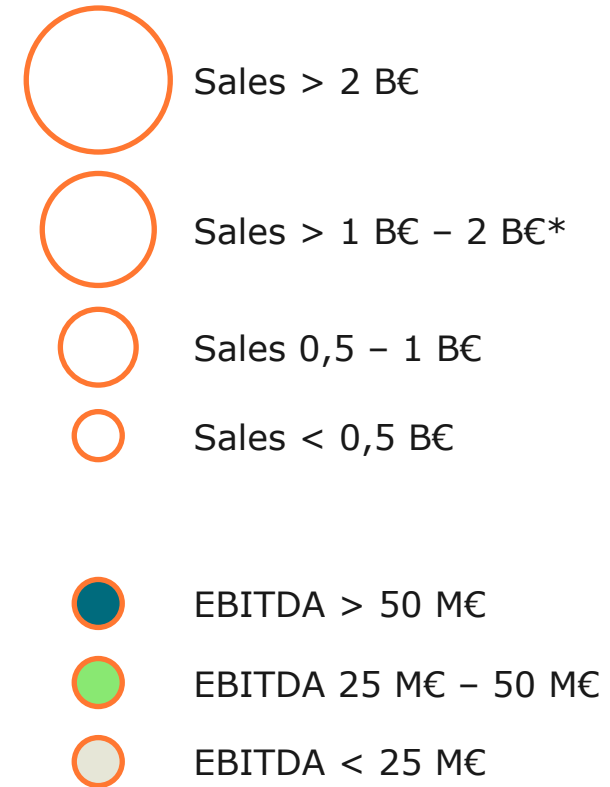 Sales > 2 B€
Sales > 1 B€ – 2 B€*
Sales 0,5 – 1 B€
Sales < 0,5 B€
EBITDA > 50 M€
EBITDA 25 M€ – 50 M€
EBITDA < 25 M€